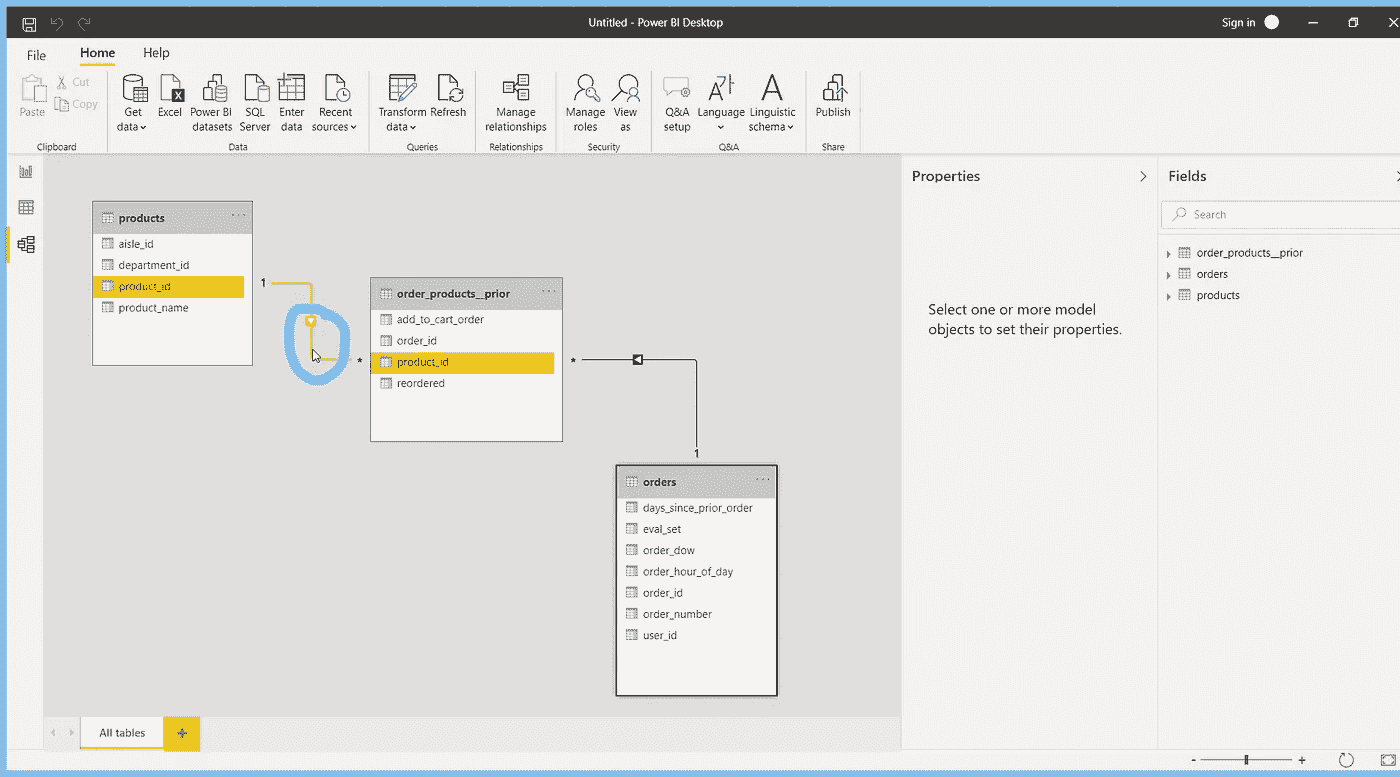 Untitled - Power BI Desktop
Sign in
File
Home
Help
Paste
Cut
Copy
Clipboard
Get data
Excel
Power BI datasets
SQL Server
Enter data
Recent sources
Data
Transform data
Refresh
Queries
Manage relationships
Relationships
Manage roles
View as
Security
Q&A setup
Language
Linguistic schema
Q&A
Publish
Share
products
aisle_id
department_id
product_id
product_name
1
*
order_products__prior
add_to_cart_order
order_id
product_id
reordered
*
1
orders
days_since_prior_order
eval_set
order_dow
order_hour_of_day
order_id
order_number
user_id
Properties
Select one or more model
objects to set their properties.
Fields
Search
order_products__prior
orders
products
All tables
+
- +